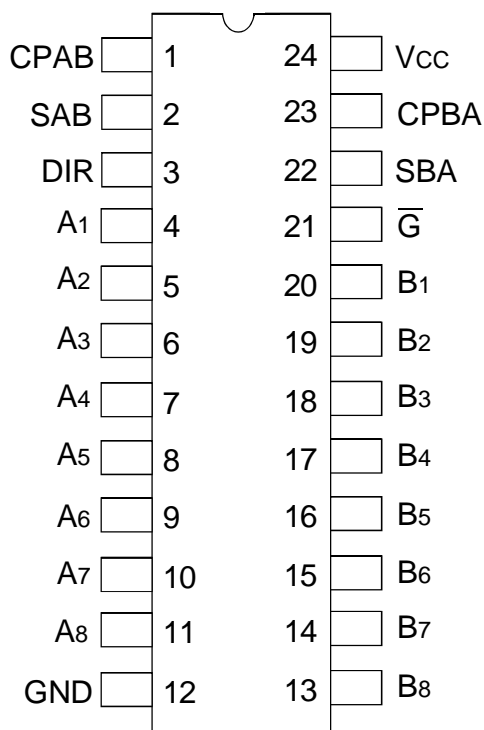 CPAB 1 24 VCC
SAB 2 23 CPBA
DIR 3 22 SBA
A1 4 21 G̅
A2 5 20 B1
A3 6 19 B2
A4 7 18 B3
A5 8 17 B4
A6 9 16 B5
A7 10 15 B6
A8 11 14 B7
GND 12 13 B8